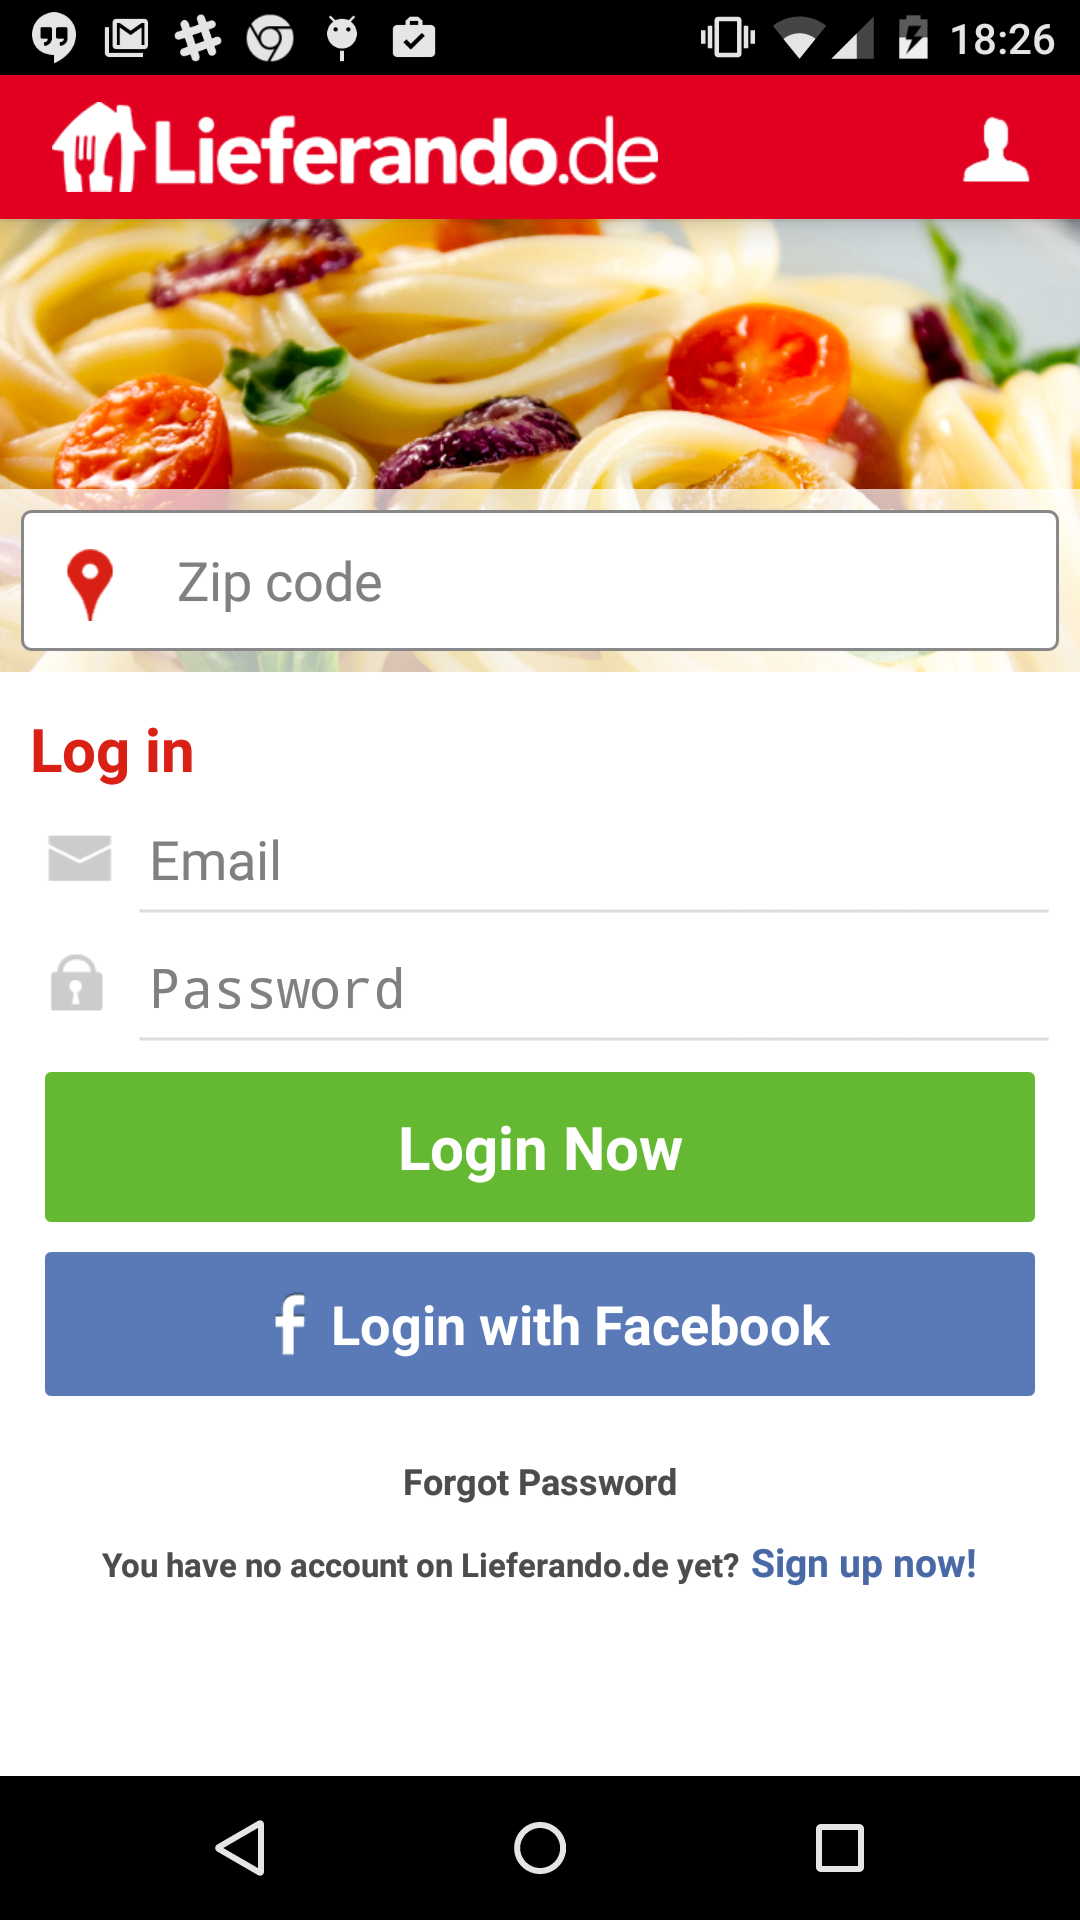 18:26
Lieferando.de
Zip code
Log in
Email
Password
Login Now
f Login with Facebook
Forgot Password
You have no account on Lieferando.de yet? Sign up now!